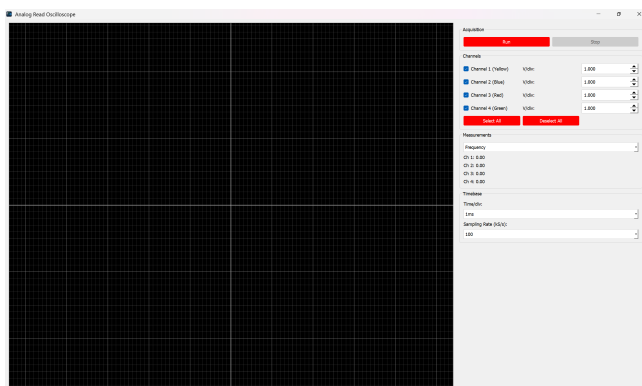 Analog Read Oscilloscope
Acquisition
Run Stop
Channels
Channel 1 (Yellow) V/div: 1.000
Channel 2 (Blue) V/div: 1.000
Channel 3 (Red) V/div: 1.000
Channel 4 (Green) V/div: 1.000
Select All Deselect All
Measurements
Frequency
Ch 1: 0.00
Ch 2: 0.00
Ch 3: 0.00
Ch 4: 0.00
Timebase
Time/div:
1ms
Sampling Rate (kS/s):
100